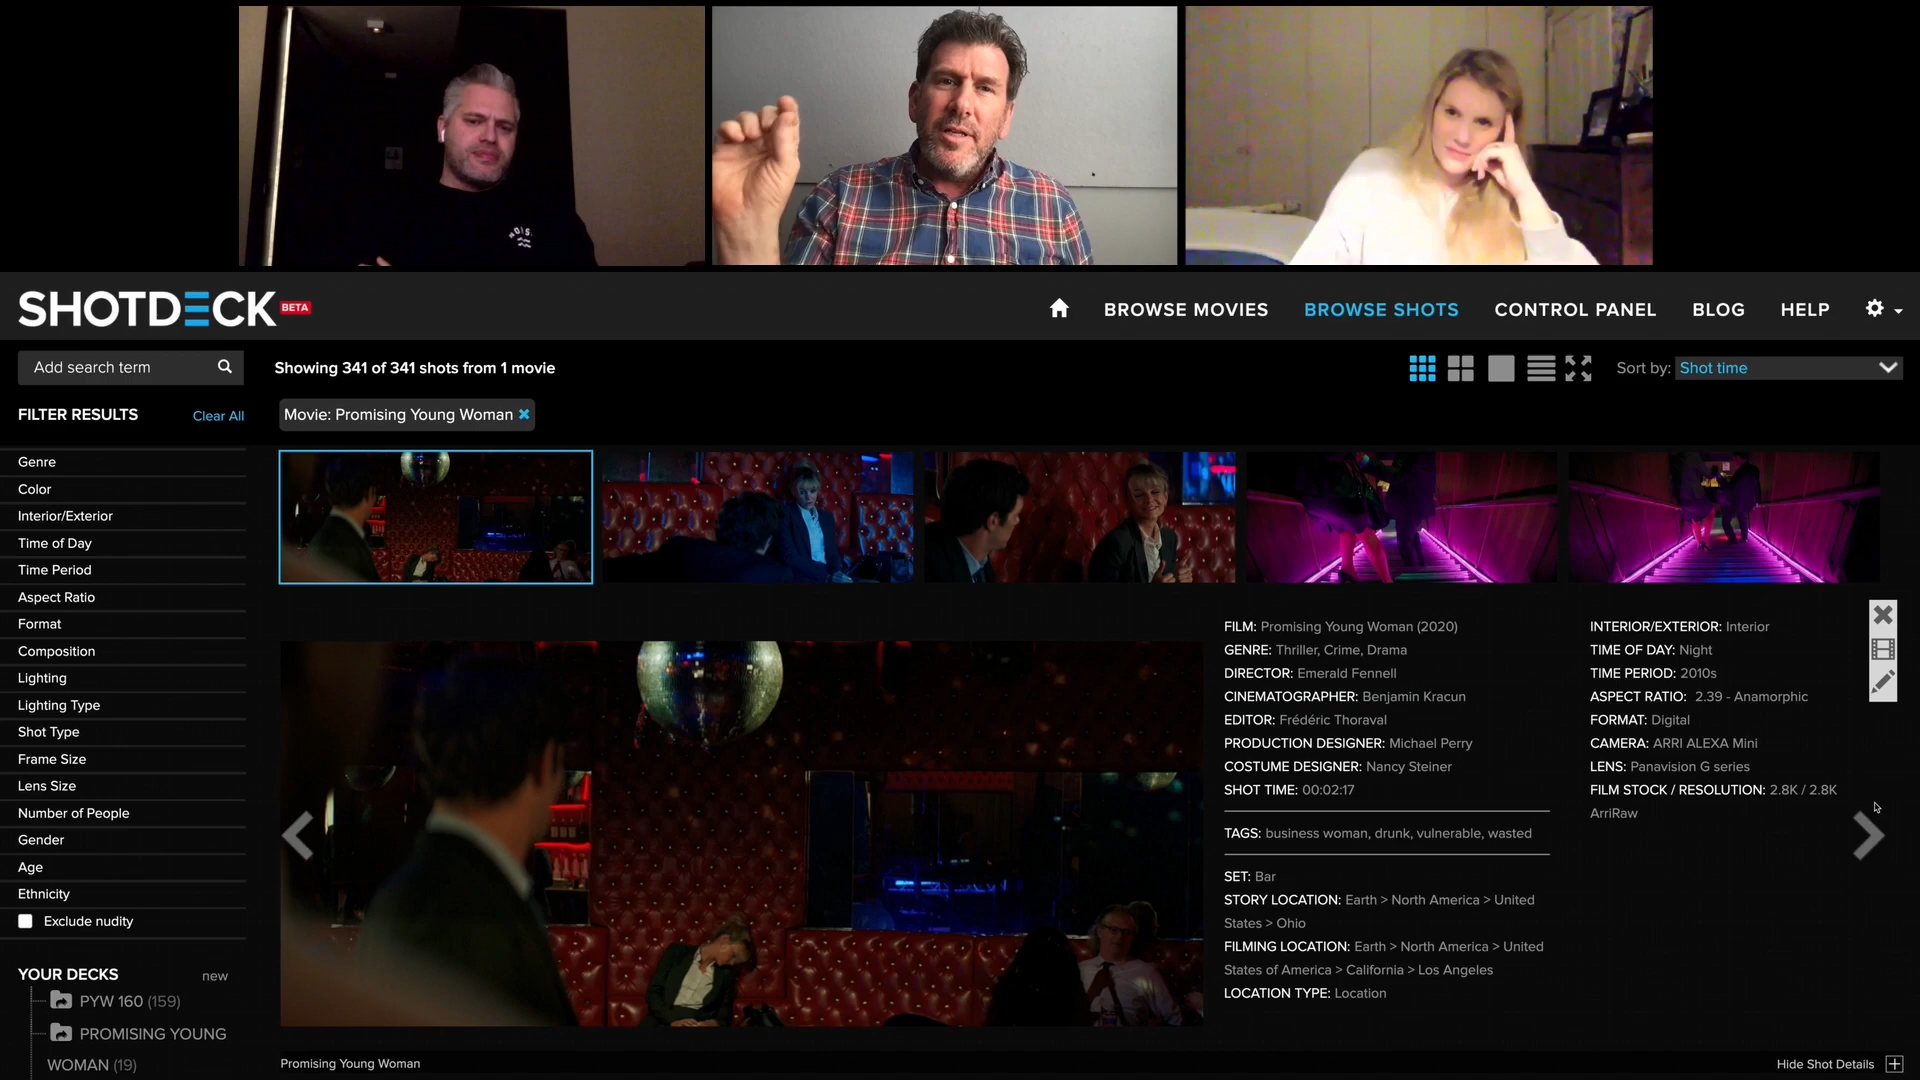 SHOTDECK BETA
BROWSE MOVIES
BROWSE SHOTS
CONTROL PANEL
BLOG
HELP
Add search term
Showing 341 of 341 shots from 1 movie
Sort by: Shot time
FILTER RESULTS
Clear All
Movie: Promising Young Woman
Genre
Color
Interior/Exterior
Time of Day
Time Period
Aspect Ratio
Format
Composition
Lighting
Lighting Type
Shot Type
Frame Size
Lens Size
Number of People
Gender
Age
Ethnicity
Exclude nudity
YOUR DECKS
new
PYW 160 (159)
PROMISING YOUNG
WOMAN (19)
FILM: Promising Young Woman (2020)
GENRE: Thriller, Crime, Drama
DIRECTOR: Emerald Fennell
CINEMATOGRAPHER: Benjamin Kracun
EDITOR: Frédéric Thoraval
PRODUCTION DESIGNER: Michael Perry
COSTUME DESIGNER: Nancy Steiner
SHOT TIME: 00:02:17
TAGS: business woman, drunk, vulnerable, wasted
SET: Bar
STORY LOCATION: Earth > North America > United
States > Ohio
FILMING LOCATION: Earth > North America > United
States of America > California > Los Angeles
LOCATION TYPE: Location
INTERIOR/EXTERIOR: Interior
TIME OF DAY: Night
TIME PERIOD: 2010s
ASPECT RATIO: 2.39 - Anamorphic
FORMAT: Digital
CAMERA: ARRI ALEXA Mini
LENS: Panavision G series
FILM STOCK / RESOLUTION: 2.8K / 2.8K
ArriRaw
Promising Young Woman
Hide Shot Details